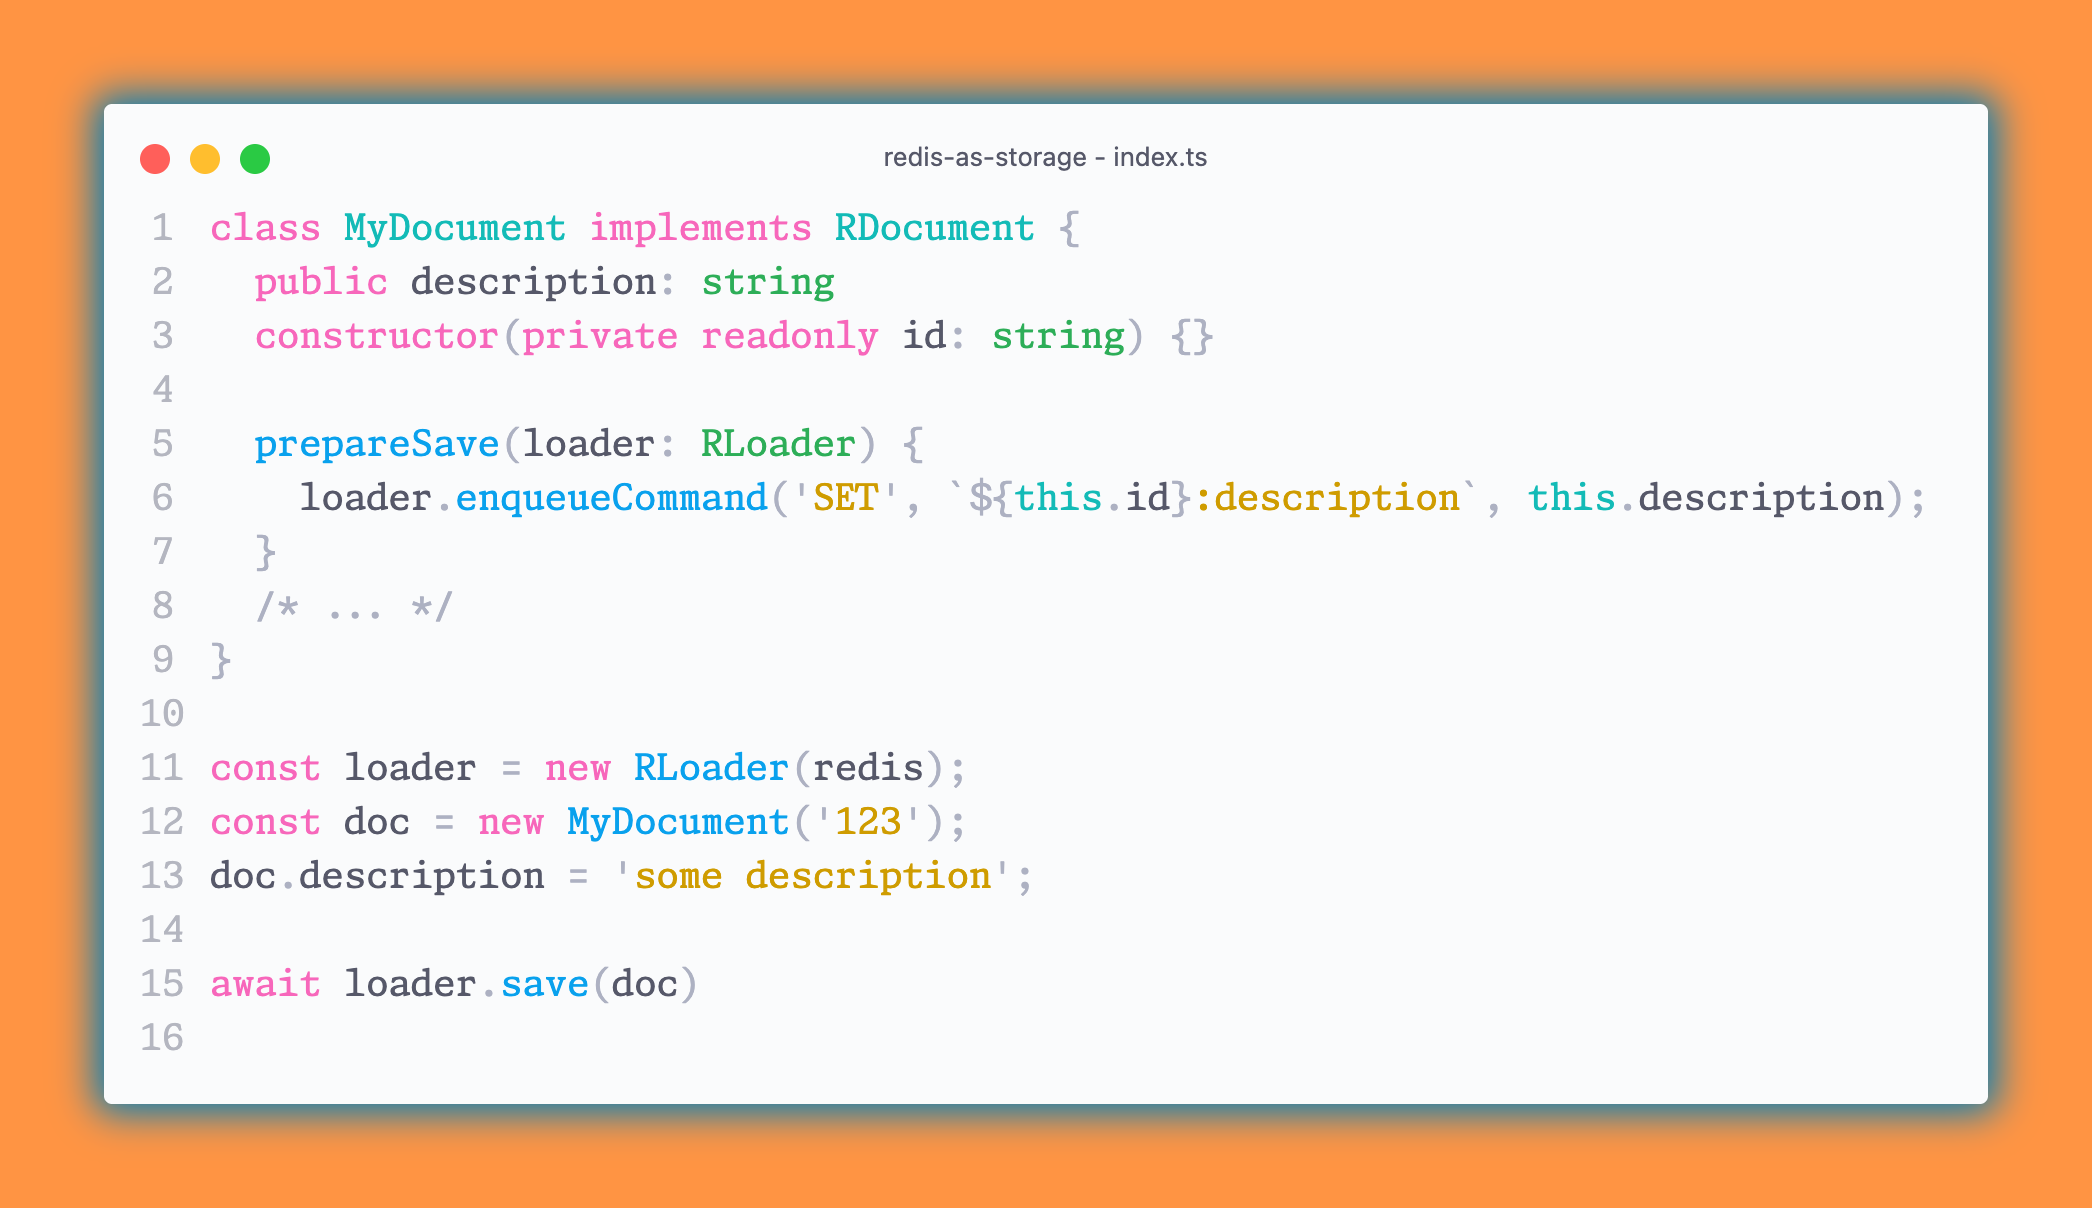 redis-as-storage - index.ts
1 class MyDocument implements RDocument {
2   public description: string
3   constructor(private readonly id: string) {}
4
5   prepareSave(loader: RLoader) {
6     loader.enqueueCommand('SET', `${this.id}:description`, this.description);
7   }
8   /* ... */
9 }
10
11 const loader = new RLoader(redis);
12 const doc = new MyDocument('123');
13 doc.description = 'some description';
14
15 await loader.save(doc)
16